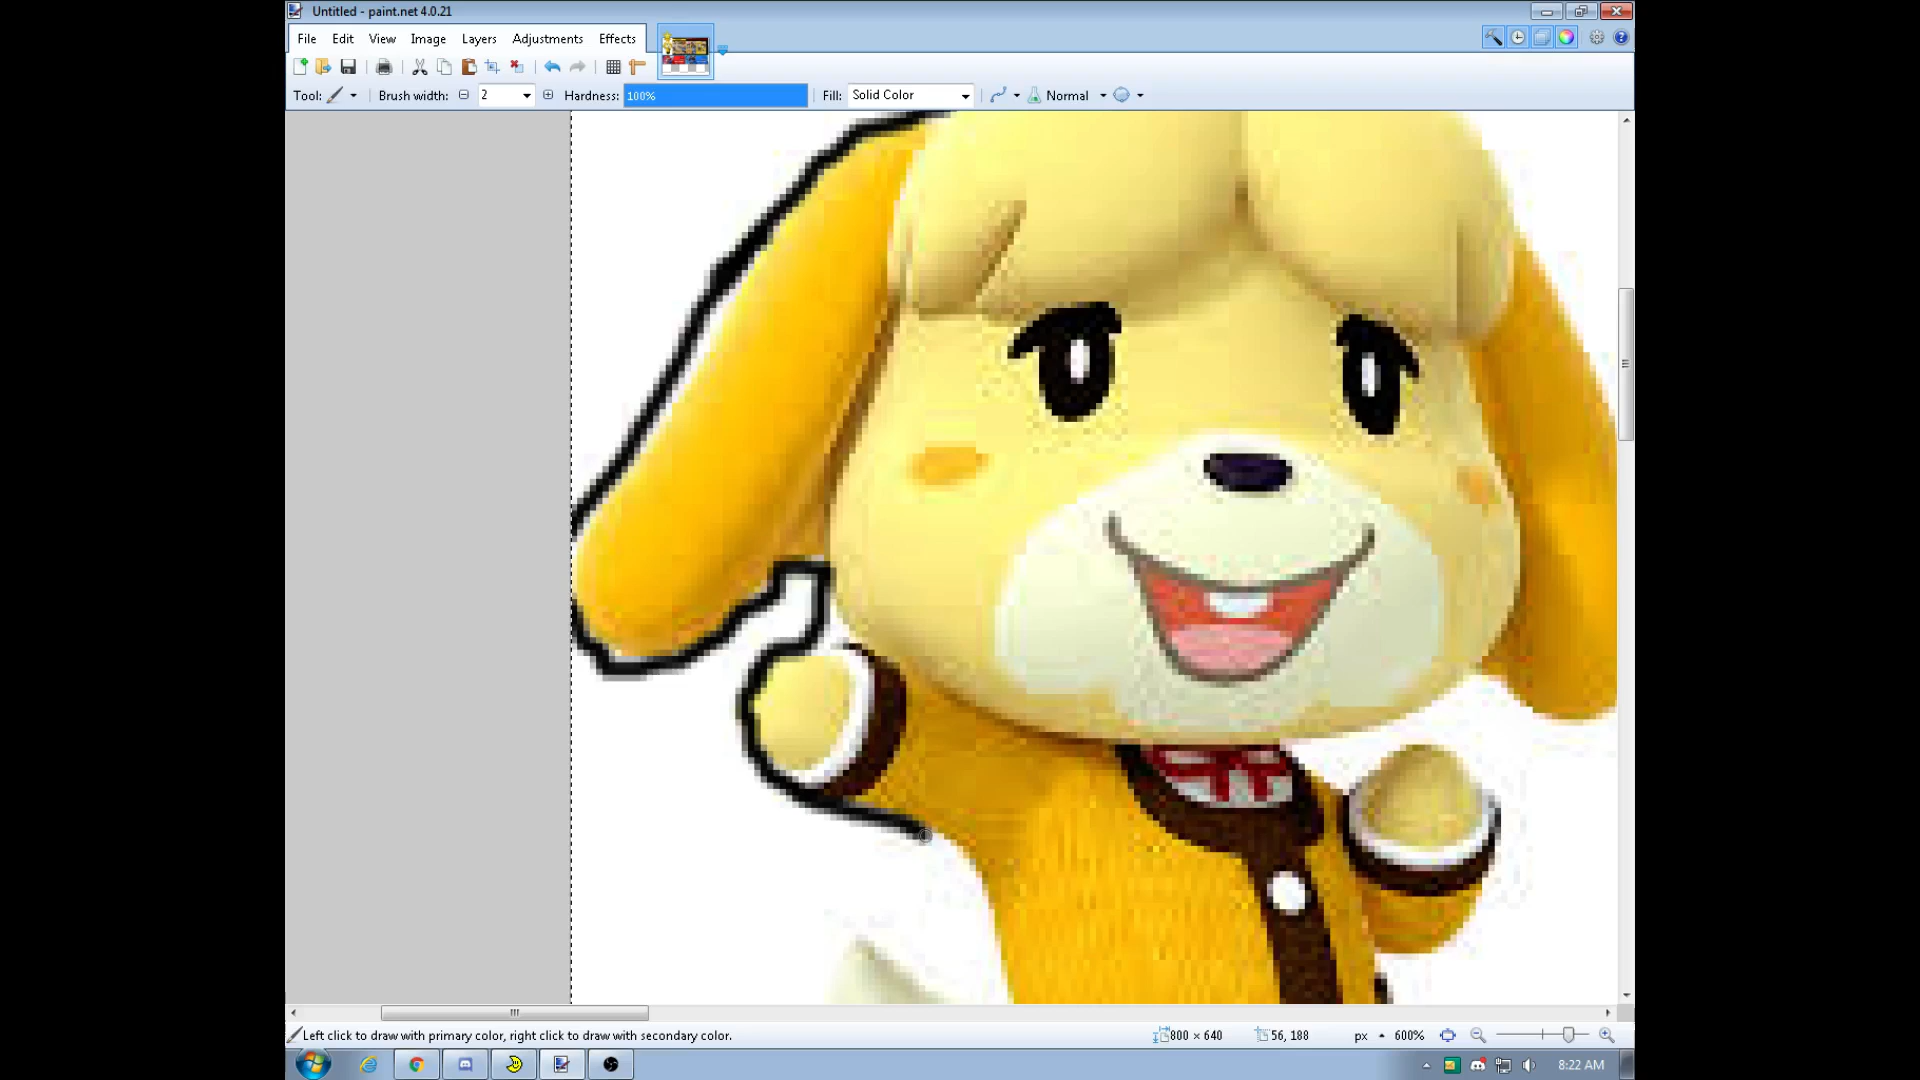 Untitled - paint.net 4.0.21
File Edit View Image Layers Adjustments Effects
Tool: Brush width: 2 Hardness: 100% Fill: Solid Color Normal
Left click to draw with primary color, right click to draw with secondary color. 800 × 640 56, 188 px 600%
8:22 AM